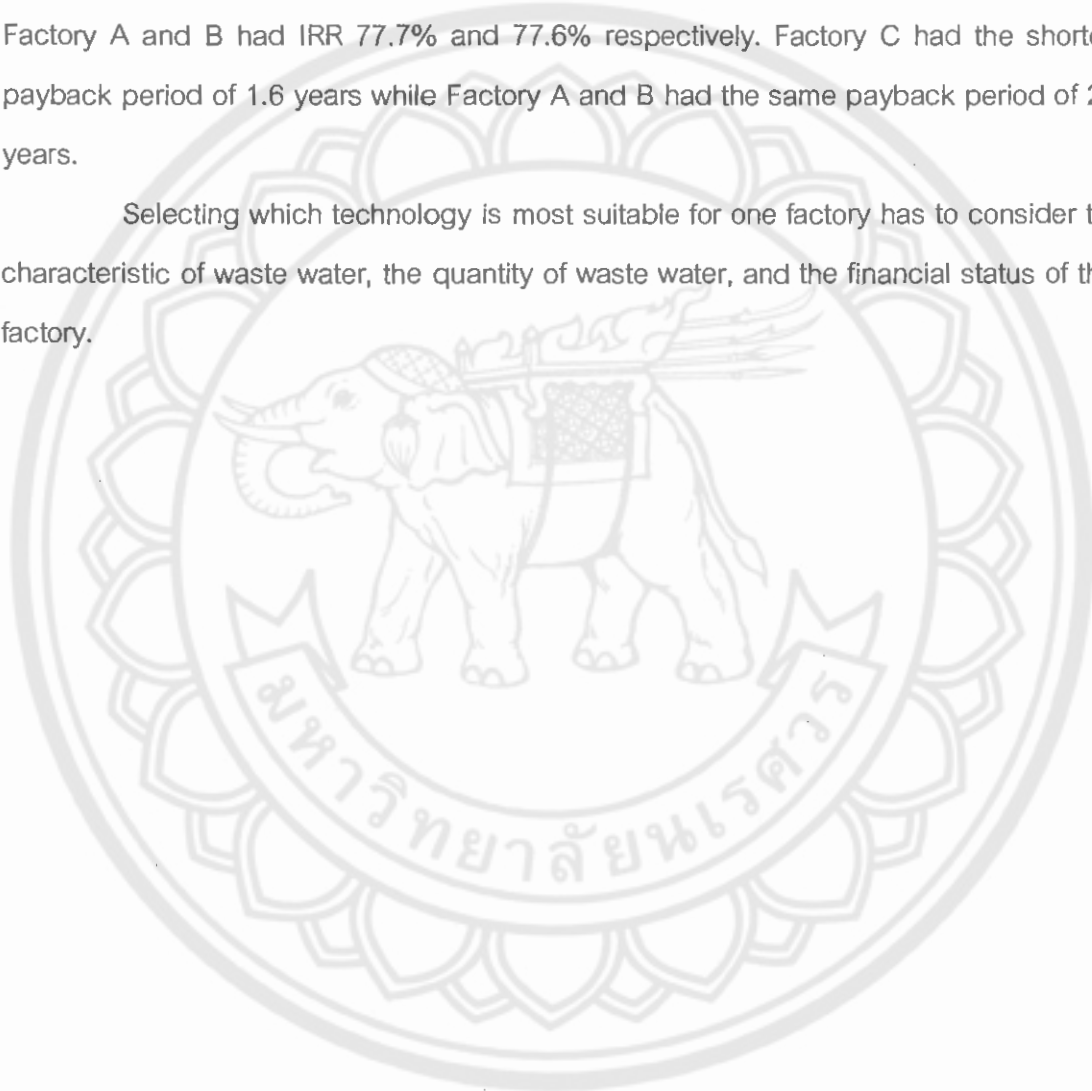 Factory A and B had IRR 77.7% and 77.6% respectively. Factory C had the
payback period of 1.6 years while Factory A and B had the same payback period of
years.
Selecting which technology is most suitable for one factory has to consider
characteristic of waste water, the quantity of waste water, and the financial status of
factory.
มหาวิทยาลัยนเรศวร